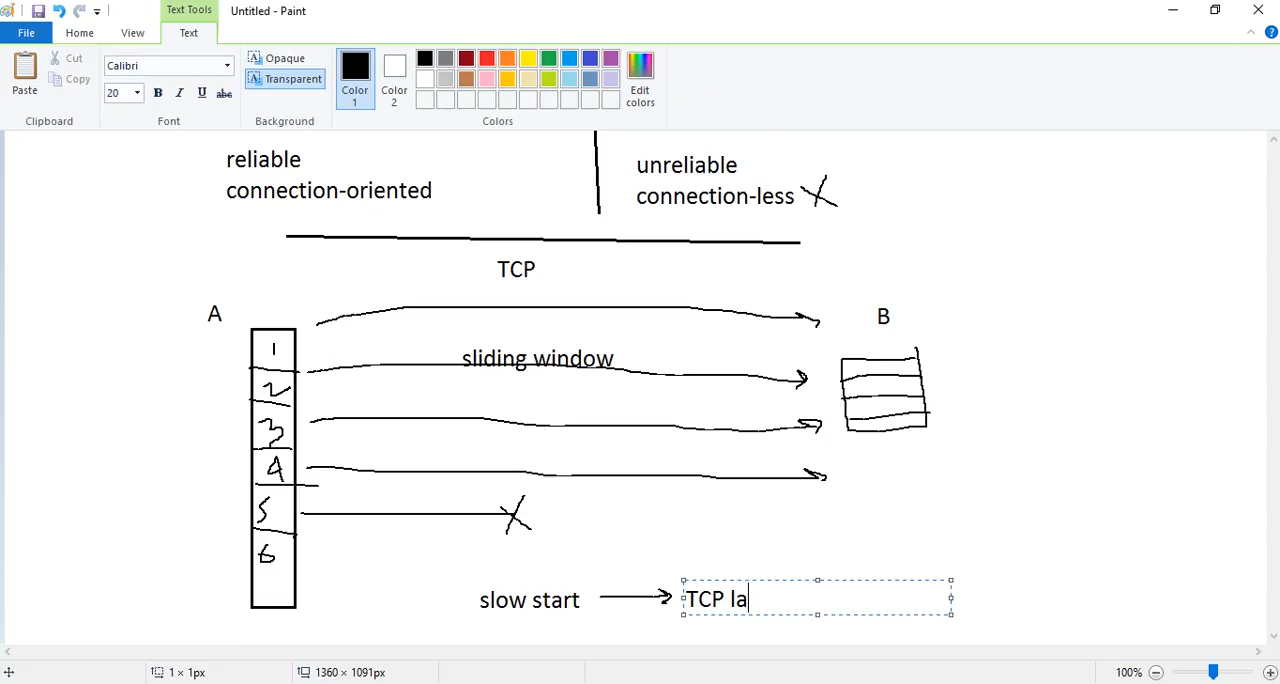 Text Tools
Untitled - Paint
File
Home
View
Text
Paste
Cut
Copy
Clipboard
Calibri
20
B I U abc
Font
Opaque
Transparent
Background
Color 1
Color 2
Edit colors
Colors
reliable
connection-oriented
unreliable
connection-less X
TCP
A
B
1
sliding window
2
3
4
5
X
6
slow start
TCP la
1 × 1px
1360 × 1091px
100%